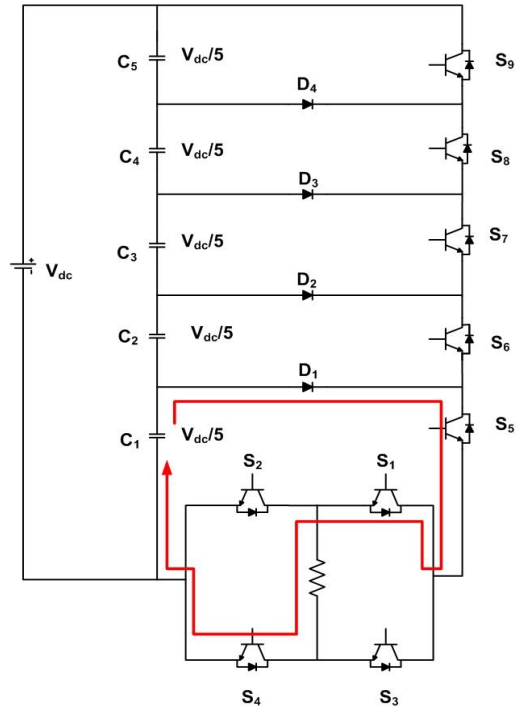 C5 Vdc/5 S9
D4
C4 Vdc/5 S8
D3
C3 Vdc/5 S7
+
-
Vdc
D2
C2 Vdc/5 S6
D1
C1 Vdc/5 S5
S2 S1
S4 S3